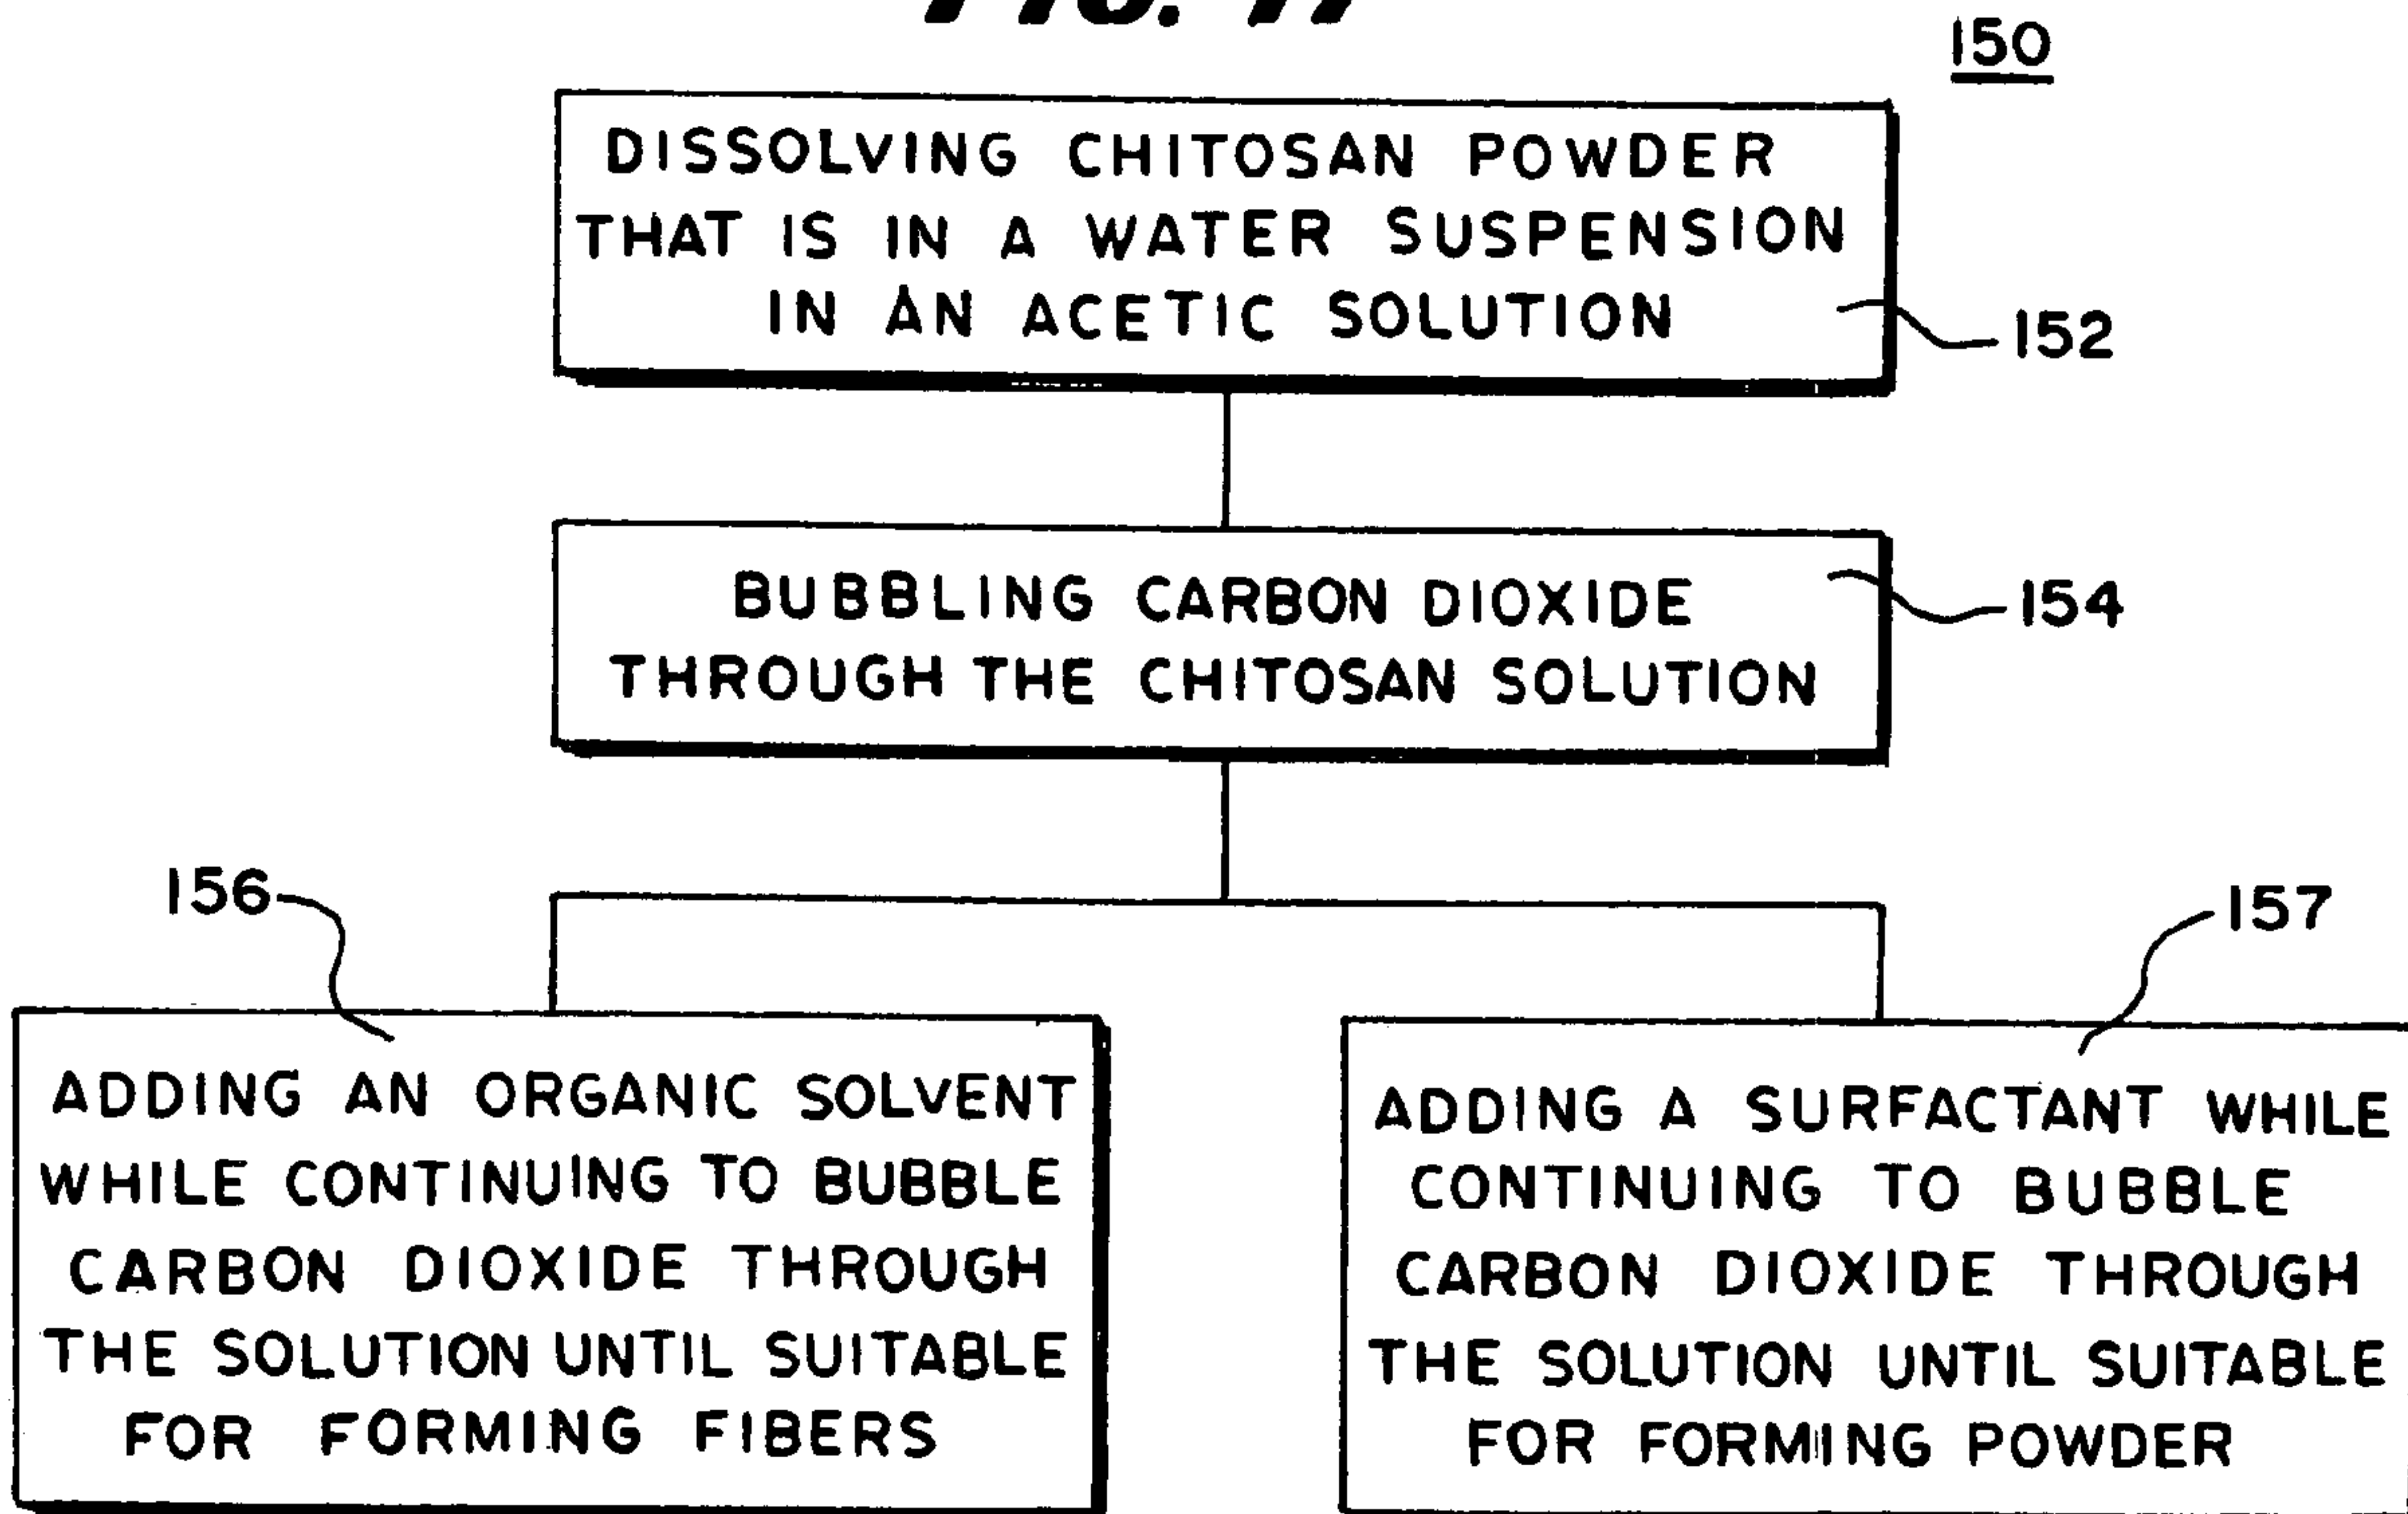 150
DISSOLVING CHITOSAN POWDER
THAT IS IN A WATER SUSPENSION
IN AN ACETIC SOLUTION
152
BUBBLING CARBON DIOXIDE
THROUGH THE CHITOSAN SOLUTION
154
156
ADDING AN ORGANIC SOLVENT
WHILE CONTINUING TO BUBBLE
CARBON DIOXIDE THROUGH
THE SOLUTION UNTIL SUITABLE
FOR FORMING FIBERS
157
ADDING A SURFACTANT WHILE
CONTINUING TO BUBBLE
CARBON DIOXIDE THROUGH
THE SOLUTION UNTIL SUITABLE
FOR FORMING POWDER